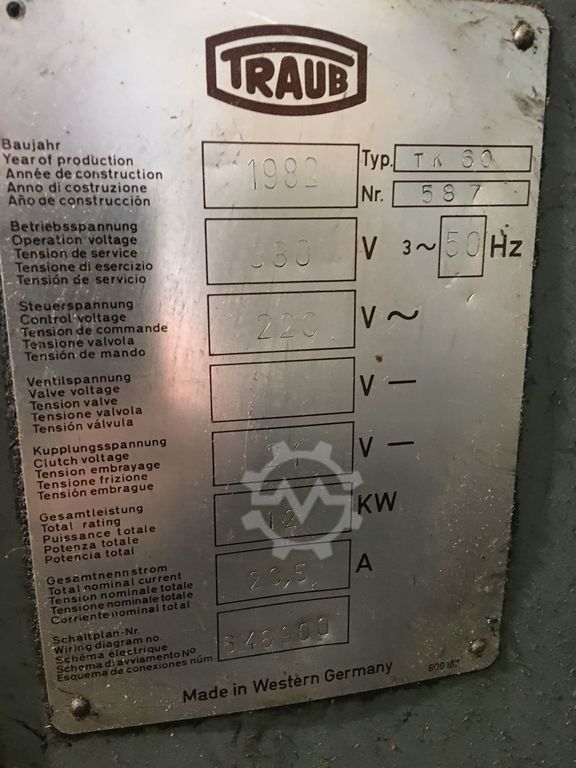 TRAUB
Baujahr
Year of production
Année de construction
Anno di costruzione
Año de construcción
1982
Typ. TK 60
Nr. 587
Betriebsspannung
Operation voltage
Tension de service
Tensione di esercizio
Tensión de servicio
380 V 3~ 50 Hz
Steuerspannung
Control voltage
Tension de commande
Tensione valvola
Tensión de mando
220 V ~
Ventilspannung
Valve voltage
Tension valve
Tensione valvola
Tensión válvula
V —
Kupplungsspannung
Clutch voltage
Tension embrayage
Tensione frizione
Tensión embrague
24 V —
Gesamtleistung
Total rating
Puissance totale
Potenza totale
Potencia total
12 KW
Gesamtnennstrom
Total nominal current
Tension nominale totale
Tensione nominale totale
Corriente nominal total
A
Schaltplan-Nr.
Wiring diagram no.
Schéma électrique
Schema di avviamento No
Esquema de conexiones núm
Made in Western Germany